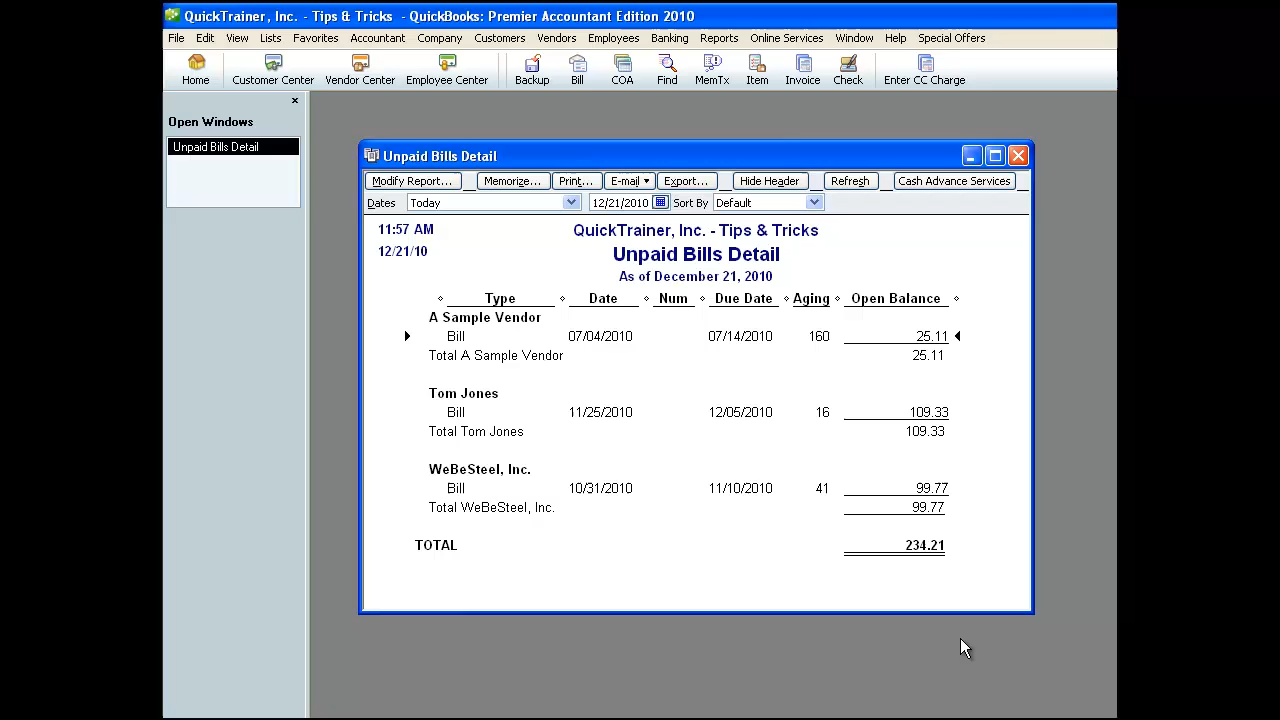 QuickTrainer, Inc. - Tips & Tricks - QuickBooks: Premier Accountant Edition 2010
File Edit View Lists Favorites Accountant Company Customers Vendors Employees Banking Reports Online Services Window Help Special Offers
Home Customer Center Vendor Center Employee Center Backup Bill COA Find MemTx Item Invoice Check Enter CC Charge
Open Windows
Unpaid Bills Detail
Unpaid Bills Detail
Modify Report... Memorize... Print... E-mail Export... Hide Header Refresh Cash Advance Services
Dates Today 12/21/2010 Sort By Default
11:57 AM QuickTrainer, Inc. - Tips & Tricks
12/21/10 Unpaid Bills Detail
As of December 21, 2010
Type Date Num Due Date Aging Open Balance
A Sample Vendor
Bill 07/04/2010 07/14/2010 160 25.11
Total A Sample Vendor 25.11
Tom Jones
Bill 11/25/2010 12/05/2010 16 109.33
Total Tom Jones 109.33
WeBeSteel, Inc.
Bill 10/31/2010 11/10/2010 41 99.77
Total WeBeSteel, Inc. 99.77
TOTAL 234.21